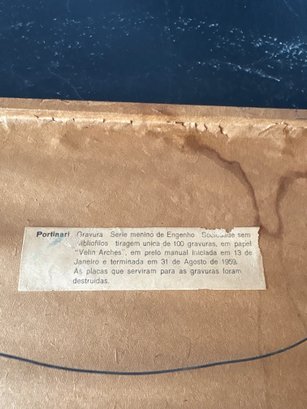 Portinari Gravura Serie menino de Engenho Sociedade sem
bibliofilos tiragem unica de 100 gravuras, em papel
"Velin Arches", em prelo manual iniciada em 13 de
Janeiro e terminada em 31 de Agosto de 1959.
As placas que serviram para as gravuras foram
destruidas.